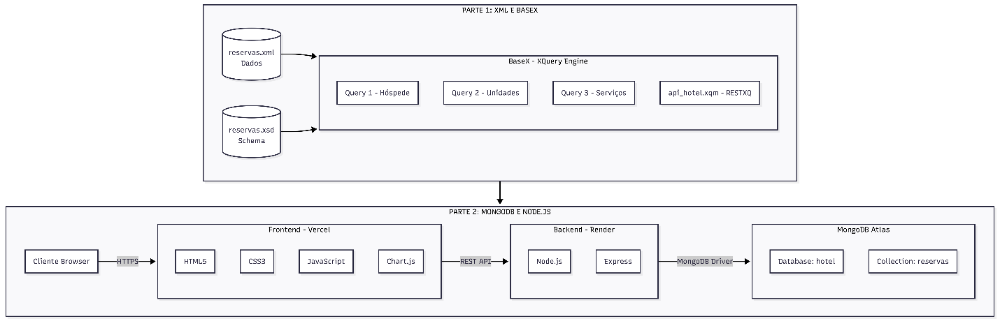 PARTE 1: XML E BASEX
reservas.xml
Dados
BaseX - XQuery Engine
Query 1 - Hóspede
Query 2 - Unidades
Query 3 - Serviços
api_hotel.xqm - RESTXQ
reservas.xsd
Schema
PARTE 2: MONGODB E NODE.JS
Cliente Browser
HTTPS
Frontend - Vercel
HTML5
CSS3
JavaScript
Chart.js
REST API
Backend - Render
Node.js
Express
MongoDB Driver
MongoDB Atlas
Database: hotel
Collection: reservas